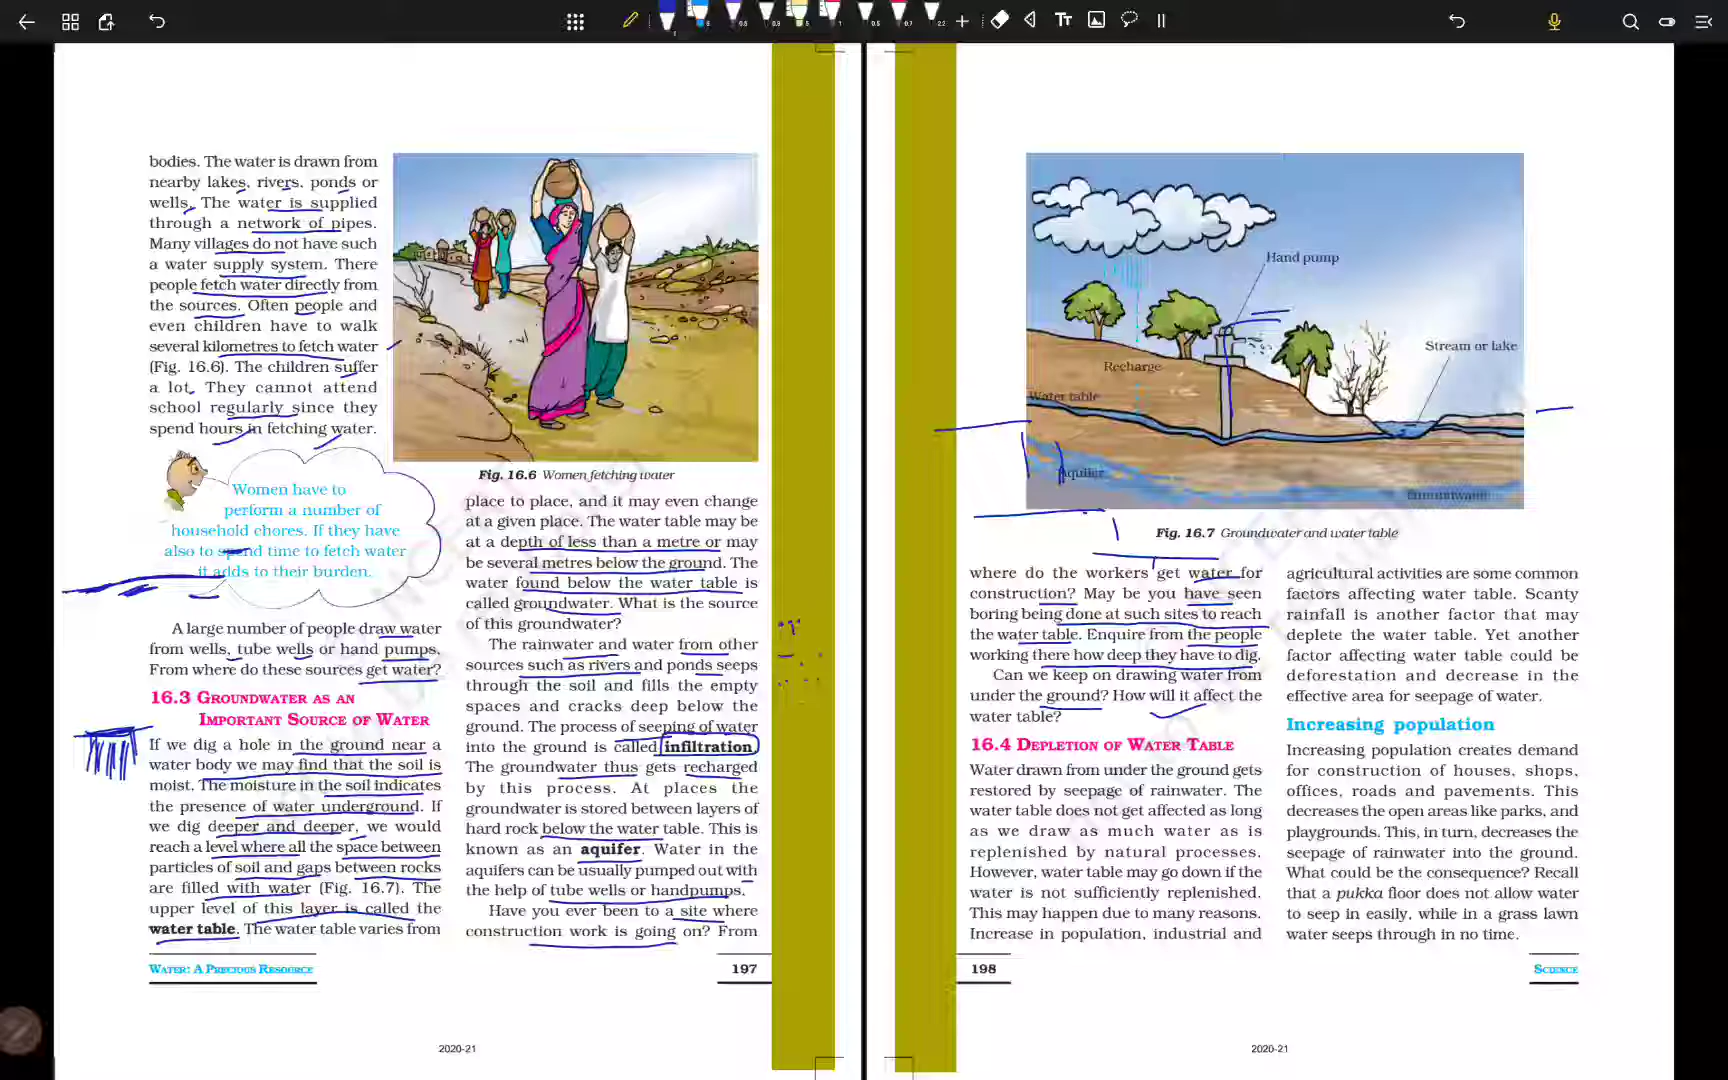 bodies. The water is drawn from
nearby lakes, rivers, ponds or
wells. The water is supplied
through a network of pipes.
Many villages do not have such
a water supply system. There
people fetch water directly from
the sources. Often people and
even children have to walk
several kilometres to fetch water
(Fig. 16.6). The children suffer
a lot. They cannot attend
school regularly since they
spend hours in fetching water.
Women have to
perform a number of
household chores. If they have
also to spend time to fetch water
it adds to their burden.
A large number of people draw water
from wells, tube wells or hand pumps.
From where do these sources get water?
16.3 GROUNDWATER AS AN
IMPORTANT SOURCE OF WATER
If we dig a hole in the ground near a
water body we may find that the soil is
moist. The moisture in the soil indicates
the presence of water underground. If
we dig deeper and deeper, we would
reach a level where all the space between
particles of soil and gaps between rocks
are filled with water (Fig. 16.7). The
upper level of this layer is called the
water table. The water table varies from
Fig. 16.6 Women fetching water
place to place, and it may even change
at a given place. The water table may be
at a depth of less than a metre or may
be several metres below the ground. The
water found below the water table is
called groundwater. What is the source
of this groundwater?
The rainwater and water from other
sources such as rivers and ponds seeps
through the soil and fills the empty
spaces and cracks deep below the
ground. The process of seeping of water
into the ground is called infiltration.
The groundwater thus gets recharged
by this process. At places the
groundwater is stored between layers of
hard rock below the water table. This is
known as an aquifer. Water in the
aquifers can be usually pumped out with
the help of tube wells or handpumps.
Have you ever been to a site where
construction work is going on? From
WATER: A PRECIOUS RESOURCE
197
2020-21
Hand pump
Stream or lake
Recharge
Water table
Aquifer
Fig. 16.7 Groundwater and water table
where do the workers get water for
construction? May be you have seen
boring being done at such sites to reach
the water table. Enquire from the people
working there how deep they have to dig.
Can we keep on drawing water from
under the ground? How will it affect the
water table?
16.4 DEPLETION OF WATER TABLE
Water drawn from under the ground gets
restored by seepage of rainwater. The
water table does not get affected as long
as we draw as much water as is
replenished by natural processes.
However, water table may go down if the
water is not sufficiently replenished.
This may happen due to many reasons.
Increase in population, industrial and
agricultural activities are some common
factors affecting water table. Scanty
rainfall is another factor that may
deplete the water table. Yet another
factor affecting water table could be
deforestation and decrease in the
effective area for seepage of water.
Increasing population
Increasing population creates demand
for construction of houses, shops,
offices, roads and pavements. This
decreases the open areas like parks, and
playgrounds. This, in turn, decreases the
seepage of rainwater into the ground.
What could be the consequence? Recall
that a pukka floor does not allow water
to seep in easily, while in a grass lawn
water seeps through in no time.
198
SCIENCE
2020-21